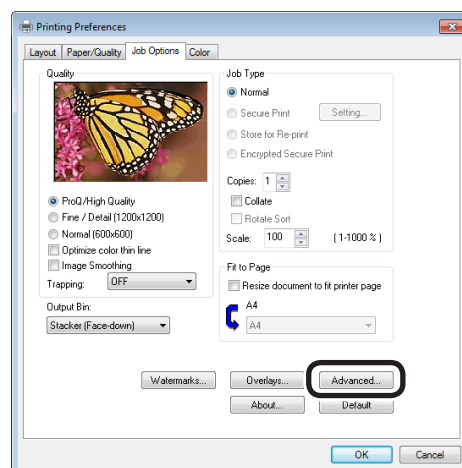 Printing Preferences
Layout Paper/Quality Job Options Color
Quality
ProQ/High Quality
Fine / Detail (1200x1200)
Normal (600x600)
Optimize color thin line
Image Smoothing
Trapping: OFF
Output Bin:
Stacker (Face-down)
Job Type
Normal
Secure Print Setting...
Store for Re-print
Encrypted Secure Print
Copies: 1
Collate
Rotate Sort
Scale: 100 (1-1000 %)
Fit to Page
Resize document to fit printer page
A4
A4
Watermarks... Overlays... Advanced...
About... Default
OK Cancel